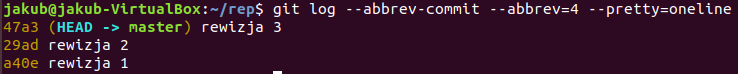 jakub@jakub-VirtualBox:~/rep$ git log --abbrev-commit --abbrev=4 --pretty=oneline
47a3 (HEAD -> master) rewizja 3
29ad rewizja 2
a40e rewizja 1